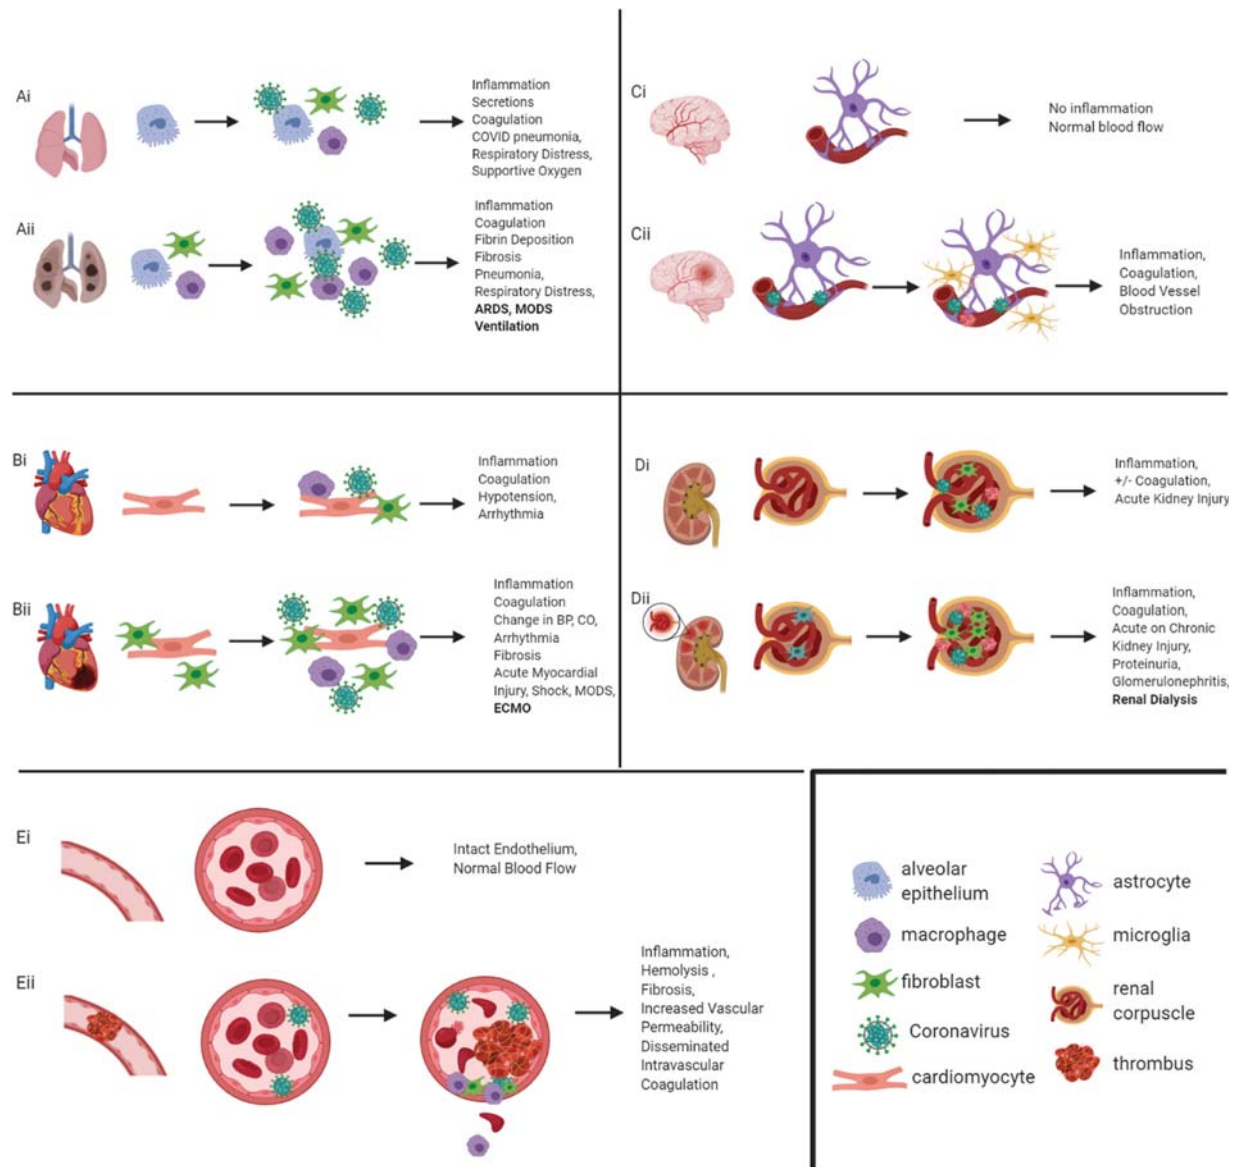 Ai
Inflammation
Secretions
Coagulation
COVID pneumonia,
Respiratory Distress,
Supportive Oxygen
Aii
Inflammation
Coagulation
Fibrin Deposition
Fibrosis
Pneumonia,
Respiratory Distress,
ARDS, MODS
Ventilation
Ci
No inflammation
Normal blood flow
Cii
Inflammation,
Coagulation,
Blood Vessel
Obstruction
Bi
Inflammation
Coagulation
Hypotension,
Arrhythmia
Bii
Inflammation
Coagulation
Change in BP, CO,
Arrhythmia
Fibrosis
Acute Myocardial
Injury, Shock, MODS,
ECMO
Di
Inflammation,
+/- Coagulation,
Acute Kidney Injury
Dii
Inflammation,
Coagulation,
Acute on Chronic
Kidney Injury,
Proteinuria,
Glomerulonephritis,
Renal Dialysis
Ei
Intact Endothelium,
Normal Blood Flow
Eii
Inflammation,
Hemolysis ,
Fibrosis,
Increased Vascular
Permeability,
Disseminated
Intravascular
Coagulation
alveolar
epithelium
macrophage
fibroblast
Coronavirus
cardiomyocyte
astrocyte
microglia
renal
corpuscle
thrombus